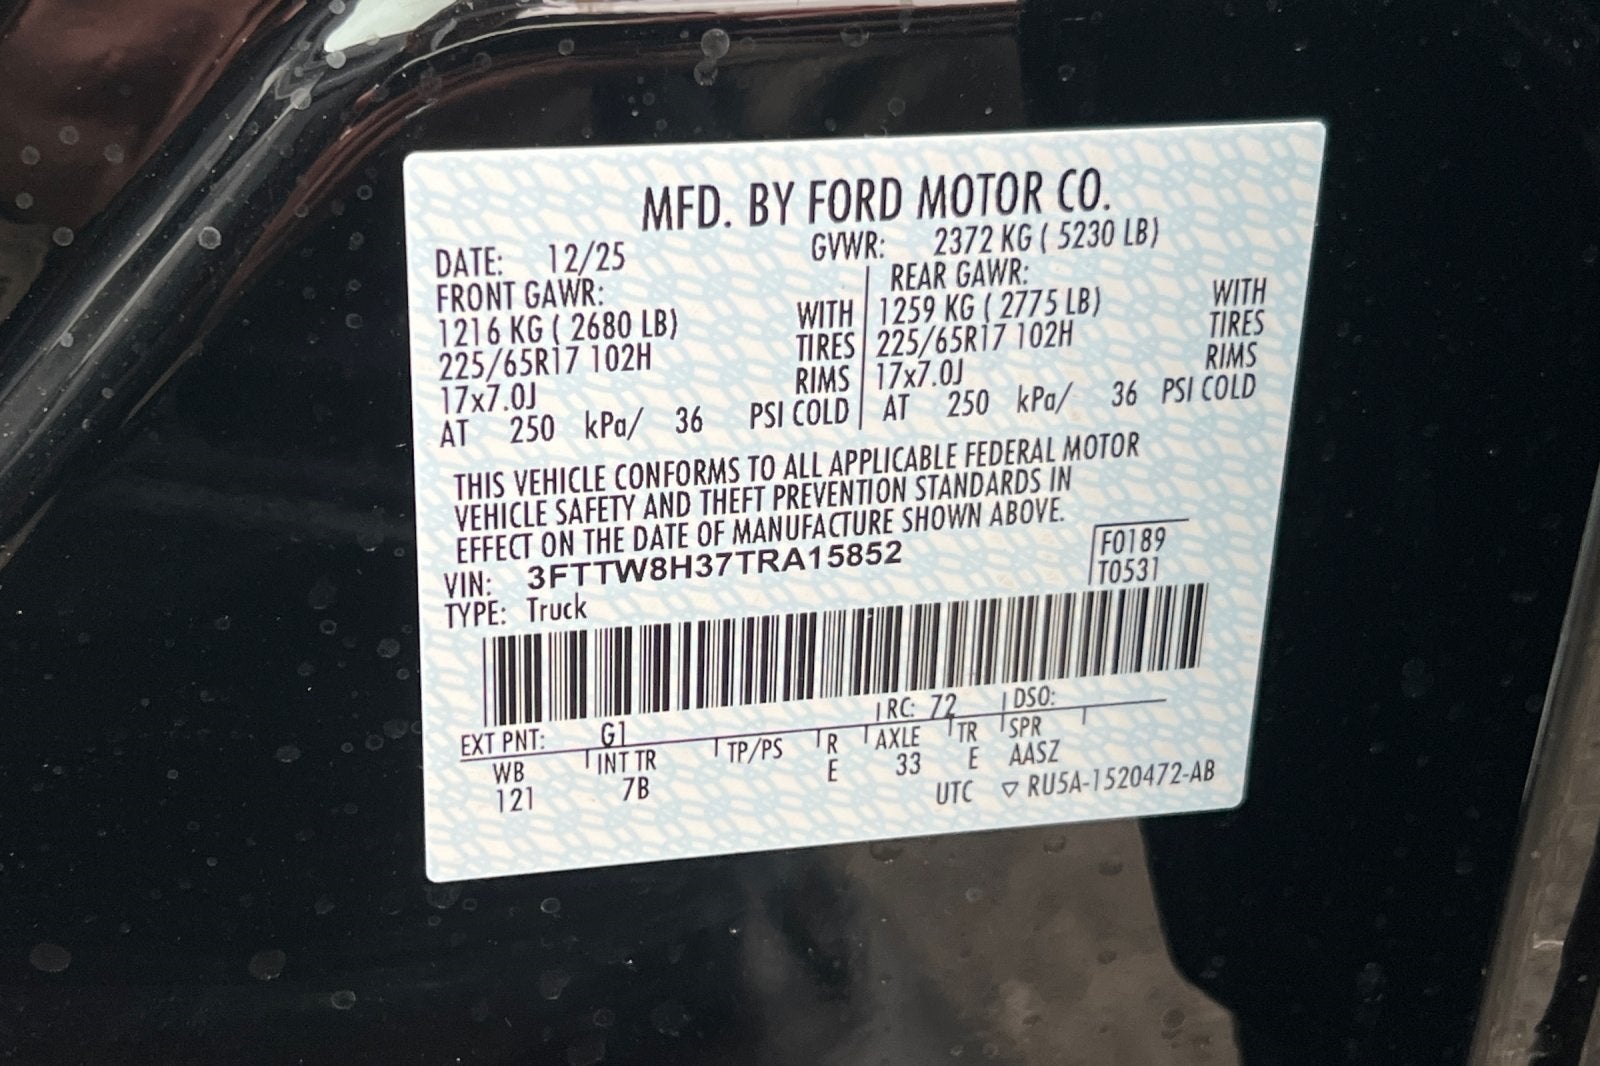 MFD. BY FORD MOTOR CO.
DATE: 12/25 GVWR: 2372 KG ( 5230 LB)
FRONT GAWR: REAR GAWR:
1216 KG ( 2680 LB) WITH 1259 KG ( 2775 LB) WITH
225/65R17 102H TIRES 225/65R17 102H TIRES
17x7.0J RIMS 17x7.0J RIMS
AT 250 kPa/ 36 PSI COLD AT 250 kPa/ 36 PSI COLD
THIS VEHICLE CONFORMS TO ALL APPLICABLE FEDERAL MOTOR
VEHICLE SAFETY AND THEFT PREVENTION STANDARDS IN
EFFECT ON THE DATE OF MANUFACTURE SHOWN ABOVE.
VIN: 3FTTW8H37TRA15852 F0189
TYPE: Truck T0531
RC: 72 DSO:
EXT PNT: G1
WB INT TR TP/PS R AXLE TR SPR
121 7B E 33 E AASZ
UTC ▽ RU5A-1520472-AB